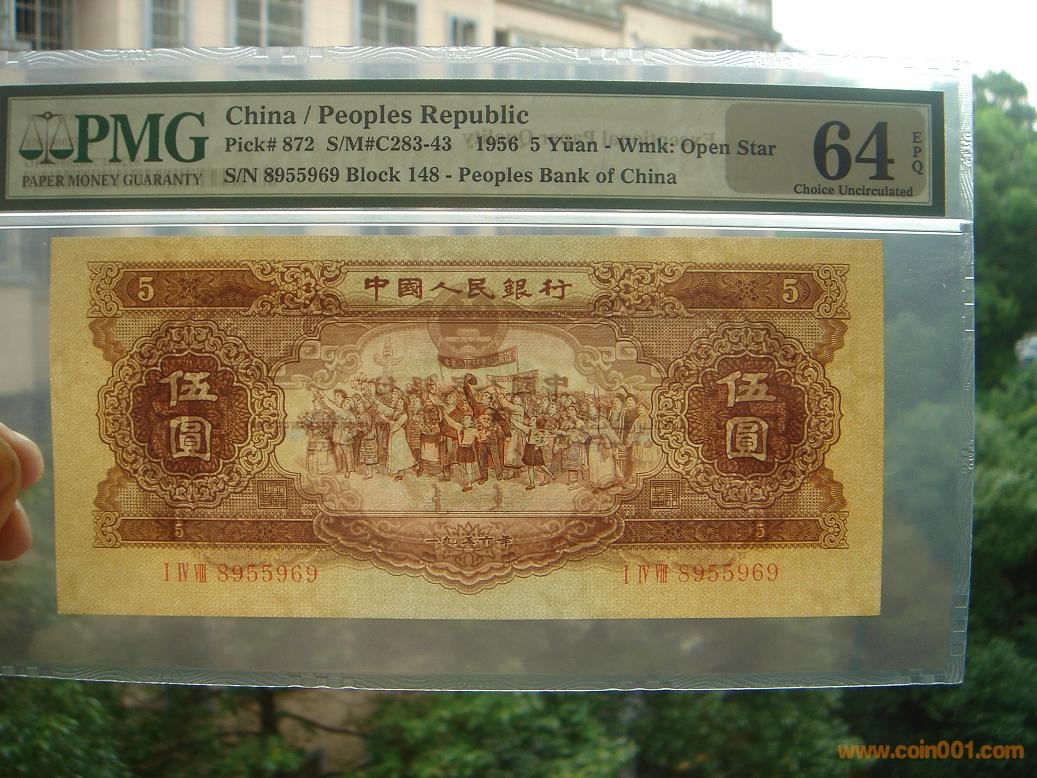 China / Peoples Republic
PMG
Pick# 872 S/M#C283-43 1956 5 Yüan - Wmk: Open Star
64
EPQ
PAPER MONEY GUARANTY
S/N 8955969 Block 148 - Peoples Bank of China
Choice Uncirculated
5 中國人民銀行 5
伍圓
伍圓
5 5
一九五六年
I IV VIII 8955969
I IV VIII 8955969
www.coin001.com